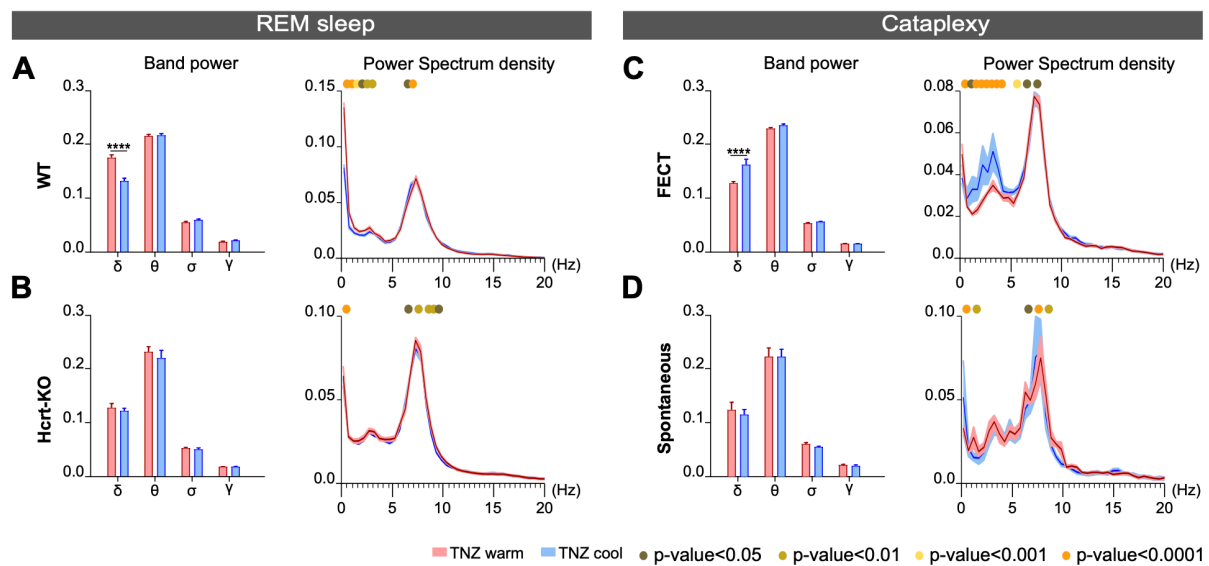 REM sleep
Cataplexy
A
Band power
Power Spectrum density
WT
0.3
0.2
0.1
0.0
****
δ
θ
σ
γ
0.15
0.10
0.05
0.00
0
5
10
15
20
(Hz)
B
Hcrt-KO
0.3
0.2
0.1
0.0
δ
θ
σ
γ
0.10
0.05
0.00
0
5
10
15
20
(Hz)
C
Band power
Power Spectrum density
FECT
0.3
0.2
0.1
0.0
****
δ
θ
σ
γ
0.08
0.06
0.04
0.02
0.00
0
5
10
15
20
(Hz)
D
Spontaneous
0.3
0.2
0.1
0.0
δ
θ
σ
γ
0.10
0.05
0.00
0
5
10
15
20
(Hz)
TNZ warm TNZ cool p-value<0.05 p-value<0.01 p-value<0.001 p-value<0.0001